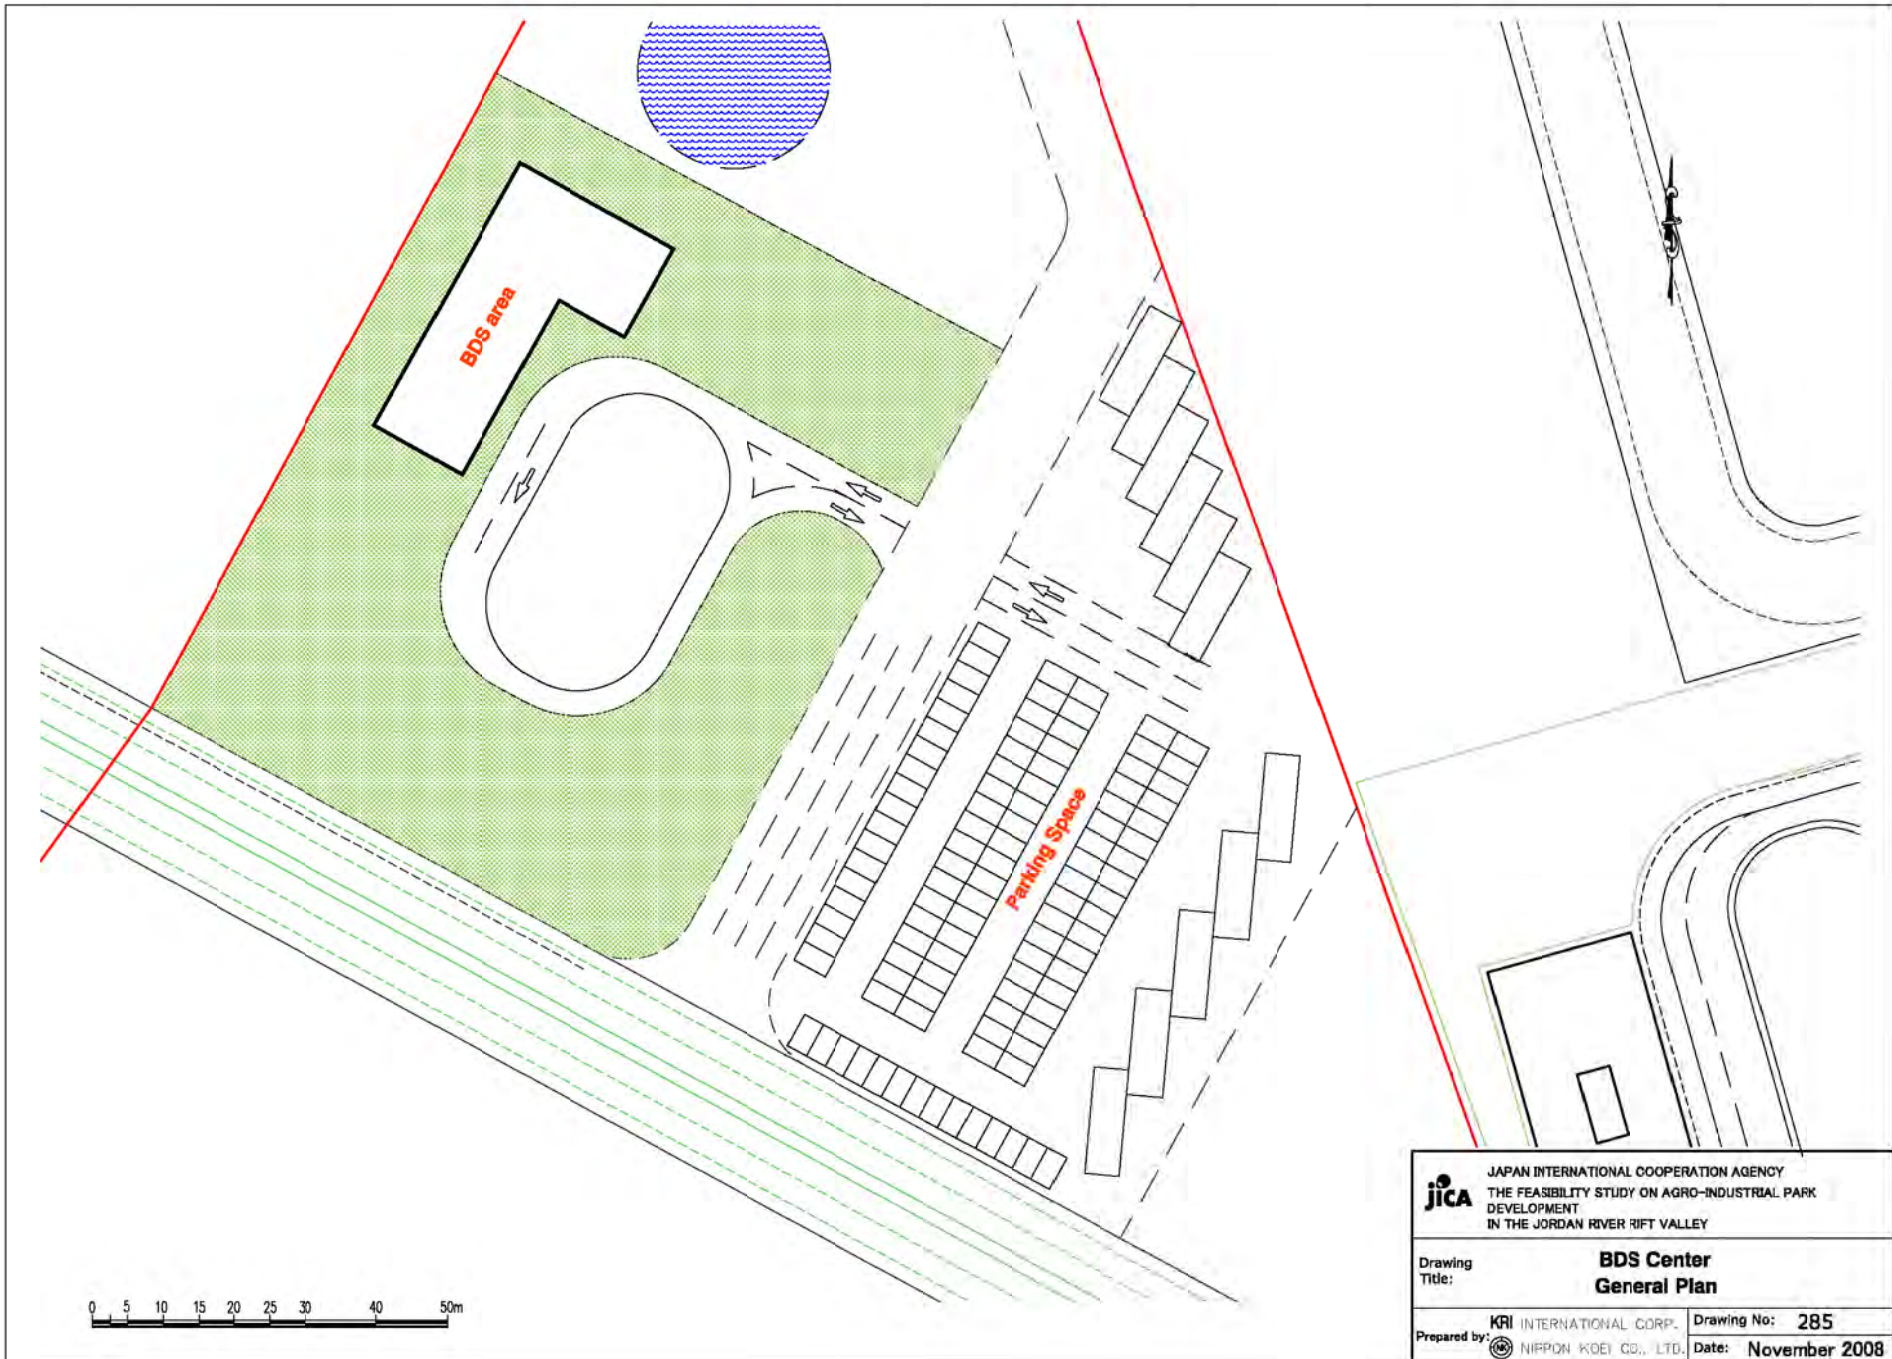 BDS area
Parking Space
0 5 10 15 20 25 30 40 50m
jICA
JAPAN INTERNATIONAL COOPERATION AGENCY
THE FEASIBILITY STUDY ON AGRO-INDUSTRIAL PARK
DEVELOPMENT
IN THE JORDAN RIVER RIFT VALLEY
Drawing
Title:
BDS Center
General Plan
Prepared by:
KRI INTERNATIONAL CORP.
NK
NIPPON KOEI CO., LTD.
Drawing No: 285
Date: November 2008